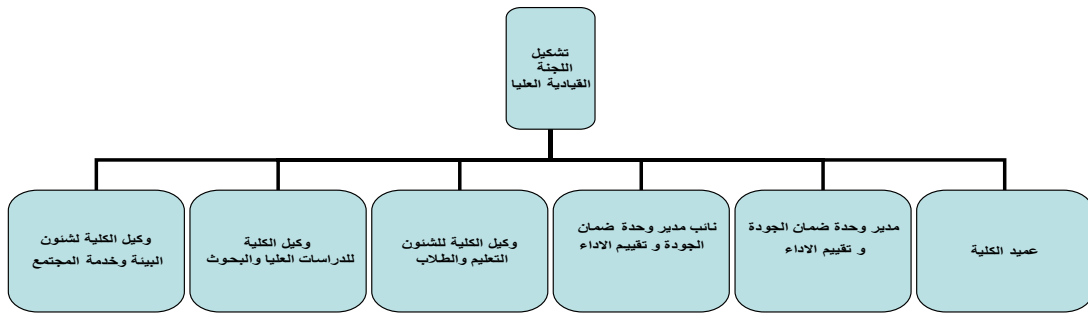 تشكيل
اللجنة
القيادية العليا
عميد الكلية
مدير وحدة ضمان الجودة
و تقييم الاداء
نائب مدير وحدة ضمان
الجودة و تقييم الاداء
وكيل الكلية للشئون
التعليم والطلاب
وكيل الكلية
للدراسات العليا والبحوث
وكيل الكلية لشئون
البيئة وخدمة المجتمع